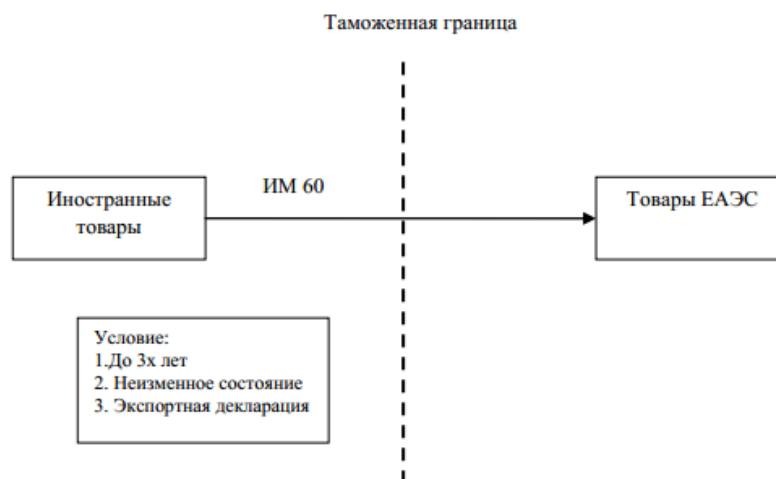 Таможенная граница
ИМ 60
Иностранные
товары
Товары ЕАЭС
Условие:
1.До 3х лет
2. Неизменное состояние
3. Экспортная декларация